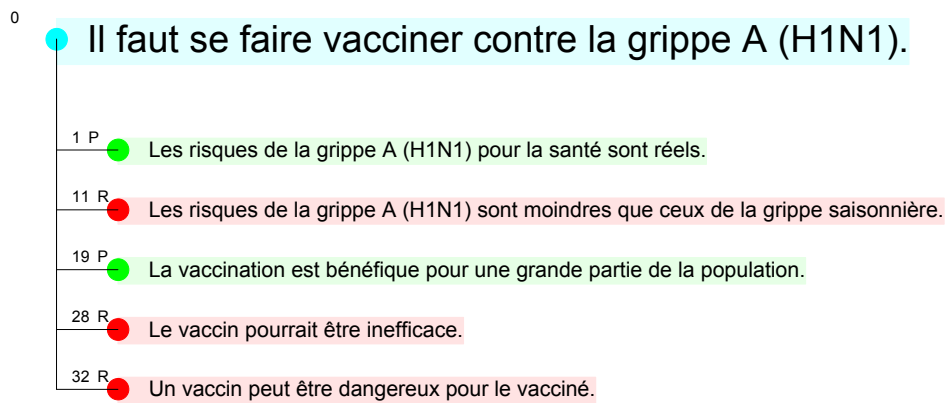 0
Il faut se faire vacciner contre la grippe A (H1N1).
1 P
Les risques de la grippe A (H1N1) pour la santé sont réels.
11 R
Les risques de la grippe A (H1N1) sont moindres que ceux de la grippe saisonnière.
19 P
La vaccination est bénéfique pour une grande partie de la population.
28 R
Le vaccin pourrait être inefficace.
32 R
Un vaccin peut être dangereux pour le vacciné.